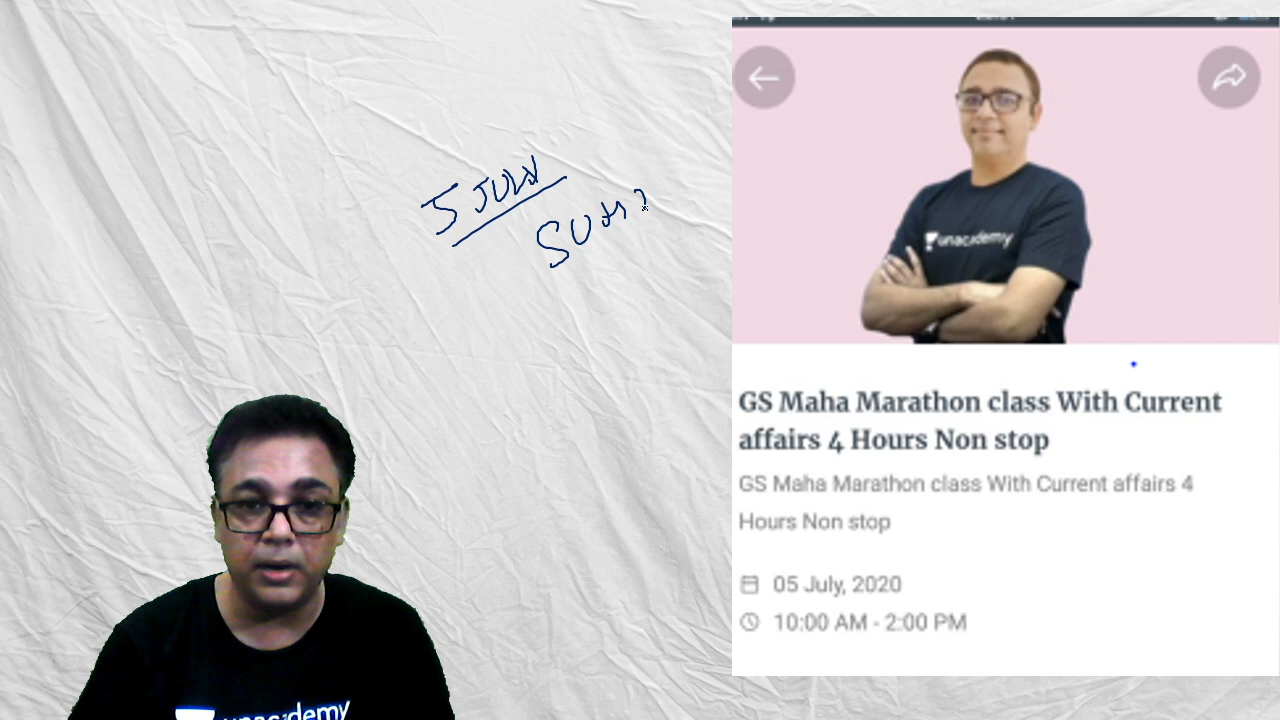 5 JULY
unacademy
GS Maha Marathon class With Current
affairs 4 Hours Non stop
GS Maha Marathon class With Current affairs 4
Hours Non stop
05 July, 2020
10:00 AM - 2:00 PM
unacademy